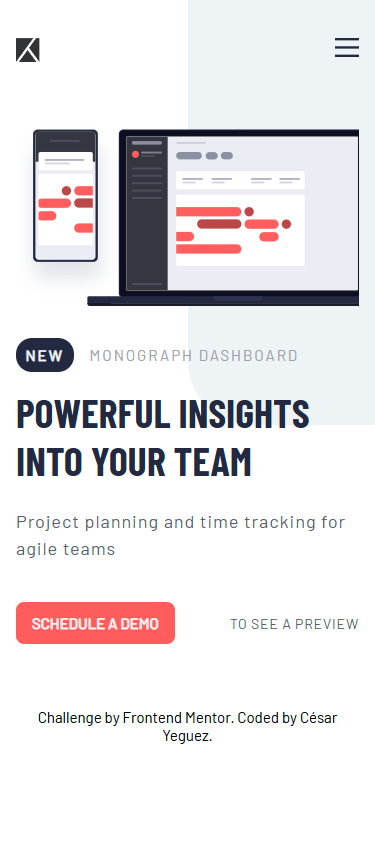 NEW MONOGRAPH DASHBOARD
POWERFUL INSIGHTS
INTO YOUR TEAM
Project planning and time tracking for
agile teams
SCHEDULE A DEMO TO SEE A PREVIEW
Challenge by Frontend Mentor. Coded by César
Yeguez.